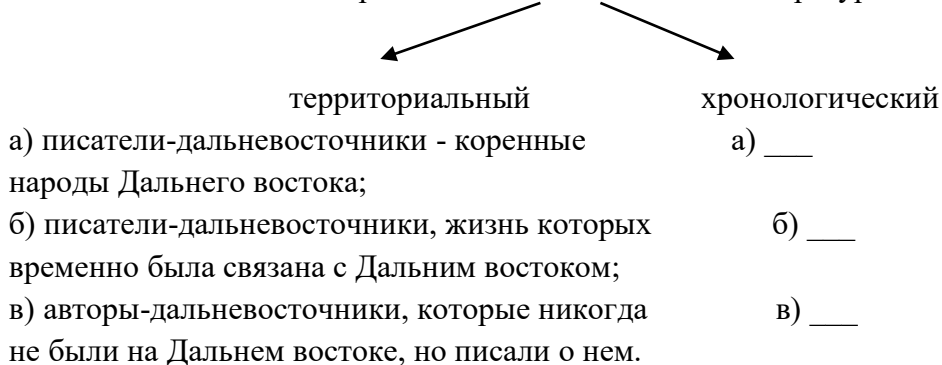 территориальный хронологический
а) писатели-дальневосточники - коренные а) ___
народы Дальнего востока;
б) писатели-дальневосточники, жизнь которых б) ___
временно была связана с Дальним востоком;
в) авторы-дальневосточники, которые никогда в) ___
не были на Дальнем востоке, но писали о нем.